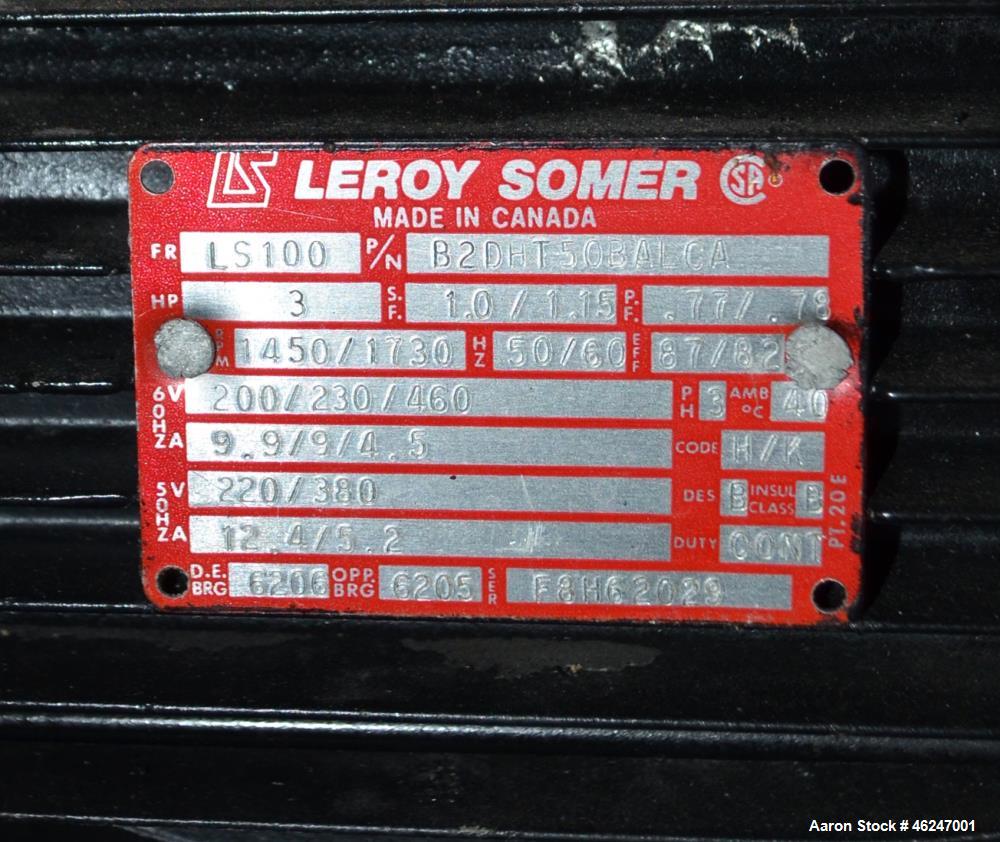 LS LEROY SOMER SA ®
MADE IN CANADA
FR LS100 P/N B2DHT50BALCA
HP 3 S.F. 1.0/1.15 P.F. .77/.78
RPM 1450/1730 HZ 50/60 EFF 87/82
60HZ V 200/230/460 PH 3 AMB °C 40
A 9.9/9/4.5 CODE H/K
50HZ V 220/380 DES B INSUL CLASS B
A 12.4/5.2 DUTY CONT
PT.20E
D.E. BRG 6206 OPP. BRG 6205 SER F8H62029
Aaron Stock # 46247001